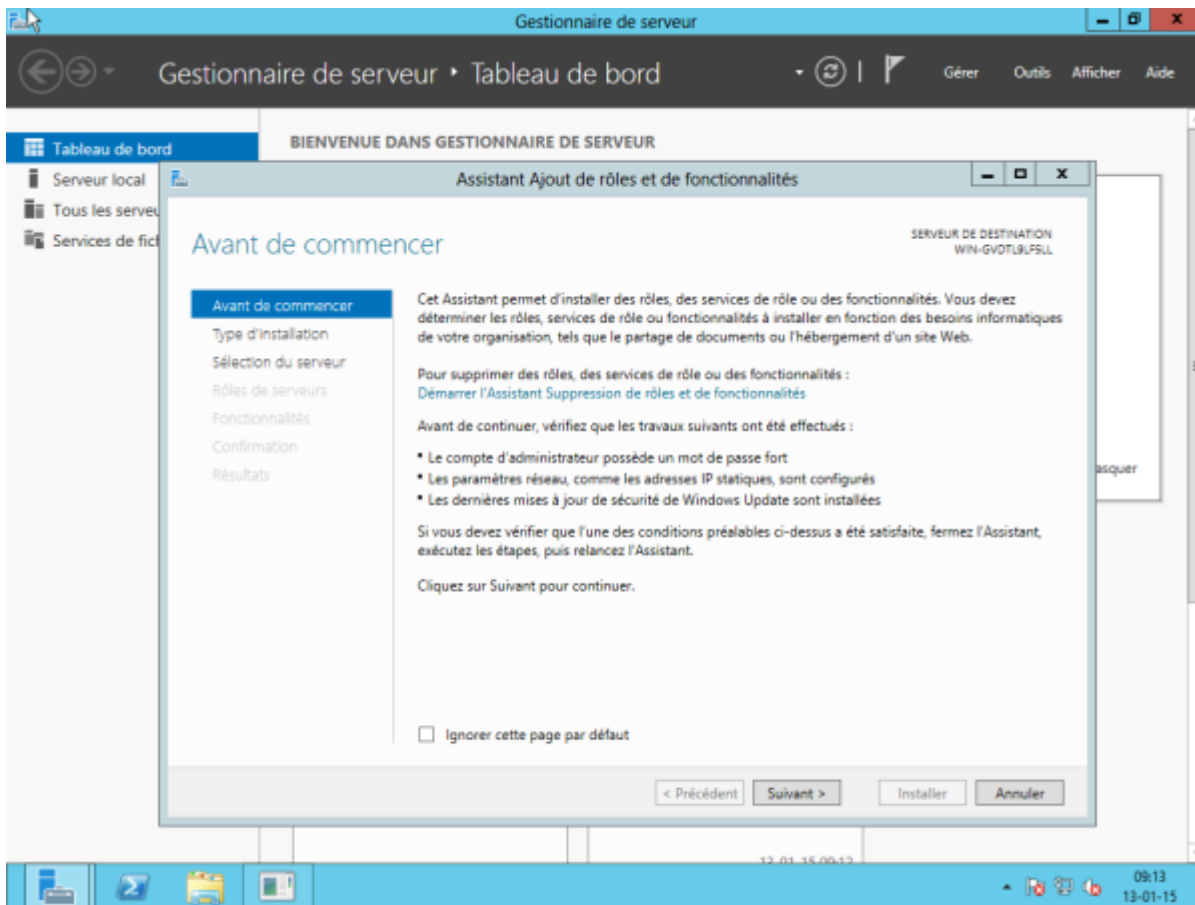 Gestionnaire de serveur
Gestionnaire de serveur ‣ Tableau de bord
Gérer Outils Afficher Aide
Tableau de bord
Serveur local
Tous les serveu
Services de fich
BIENVENUE DANS GESTIONNAIRE DE SERVEUR
Assistant Ajout de rôles et de fonctionnalités
Avant de commencer
SERVEUR DE DESTINATION
Avant de commencer
Type d'installation
Sélection du serveur
Rôles de serveurs
Fonctionnalités
Confirmation
Résultats
Cet Assistant permet d'installer des rôles, des services de rôle ou des fonctionnalités. Vous devez
déterminer les rôles, services de rôle ou fonctionnalités à installer en fonction des besoins informatiques
de votre organisation, tels que le partage de documents ou l'hébergement d'un site Web.
Pour supprimer des rôles, des services de rôle ou des fonctionnalités :
Démarrer l'Assistant Suppression de rôles et de fonctionnalités
Avant de continuer, vérifiez que les travaux suivants ont été effectués :
• Le compte d'administrateur possède un mot de passe fort
• Les paramètres réseau, comme les adresses IP statiques, sont configurés
• Les dernières mises à jour de sécurité de Windows Update sont installées
Si vous devez vérifier que l'une des conditions préalables ci-dessus a été satisfaite, fermez l'Assistant,
exécutez les étapes, puis relancez l'Assistant.
Cliquez sur Suivant pour continuer.
Ignorer cette page par défaut
< Précédent Suivant > Installer Annuler
asquer
13-01-15 09:12
09:13
13-01-15